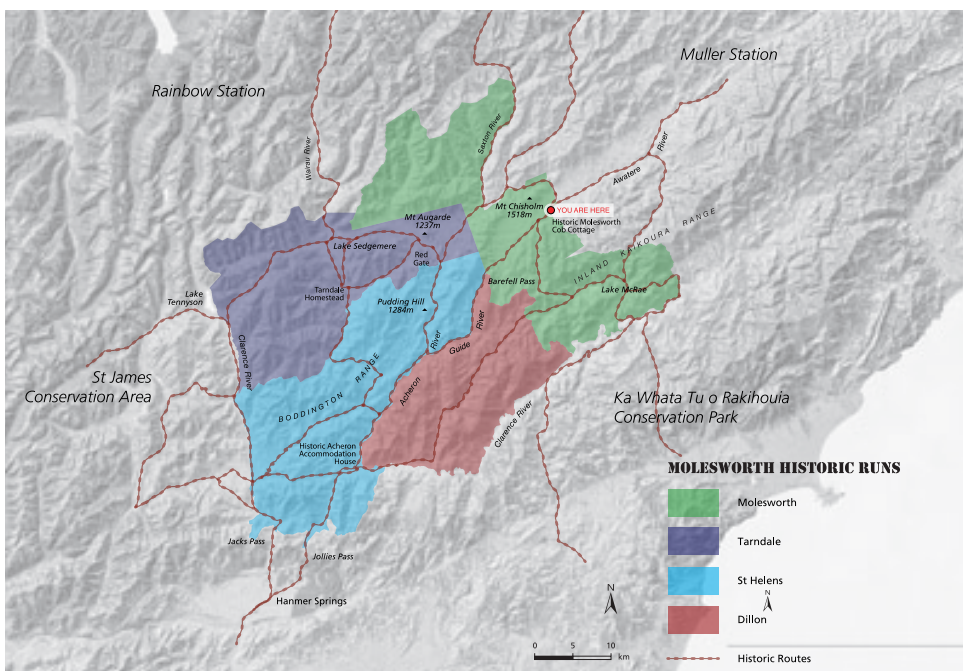 Muller Station
Rainbow Station
Wairau River
Saxton River
Awatere
River
Mt Chisholm
1518m
YOU ARE HERE
Historic Molesworth
Cob Cottage
Mt Augarde
1237m
Lake Sedgemere
Red
Gate
INLAND KAIKOURA RANGE
Barefell Pass
Lake McRae
Tarndale
Homestead
Lake
Tennyson
Pudding Hill
1284m
River
River
Guide
Clarence River
St James
Conservation Area
BODDINGTON RANGE
Acheron
Ka Whata Tu o Rakihouia
Conservation Park
Clarence River
Historic Acheron
Accommodation
House
MOLESWORTH HISTORIC RUNS
Molesworth
Tarndale
St Helens
N
Dillon
Historic Routes
Jacks Pass
Jollies Pass
Hanmer Springs
N
0 5 10
km